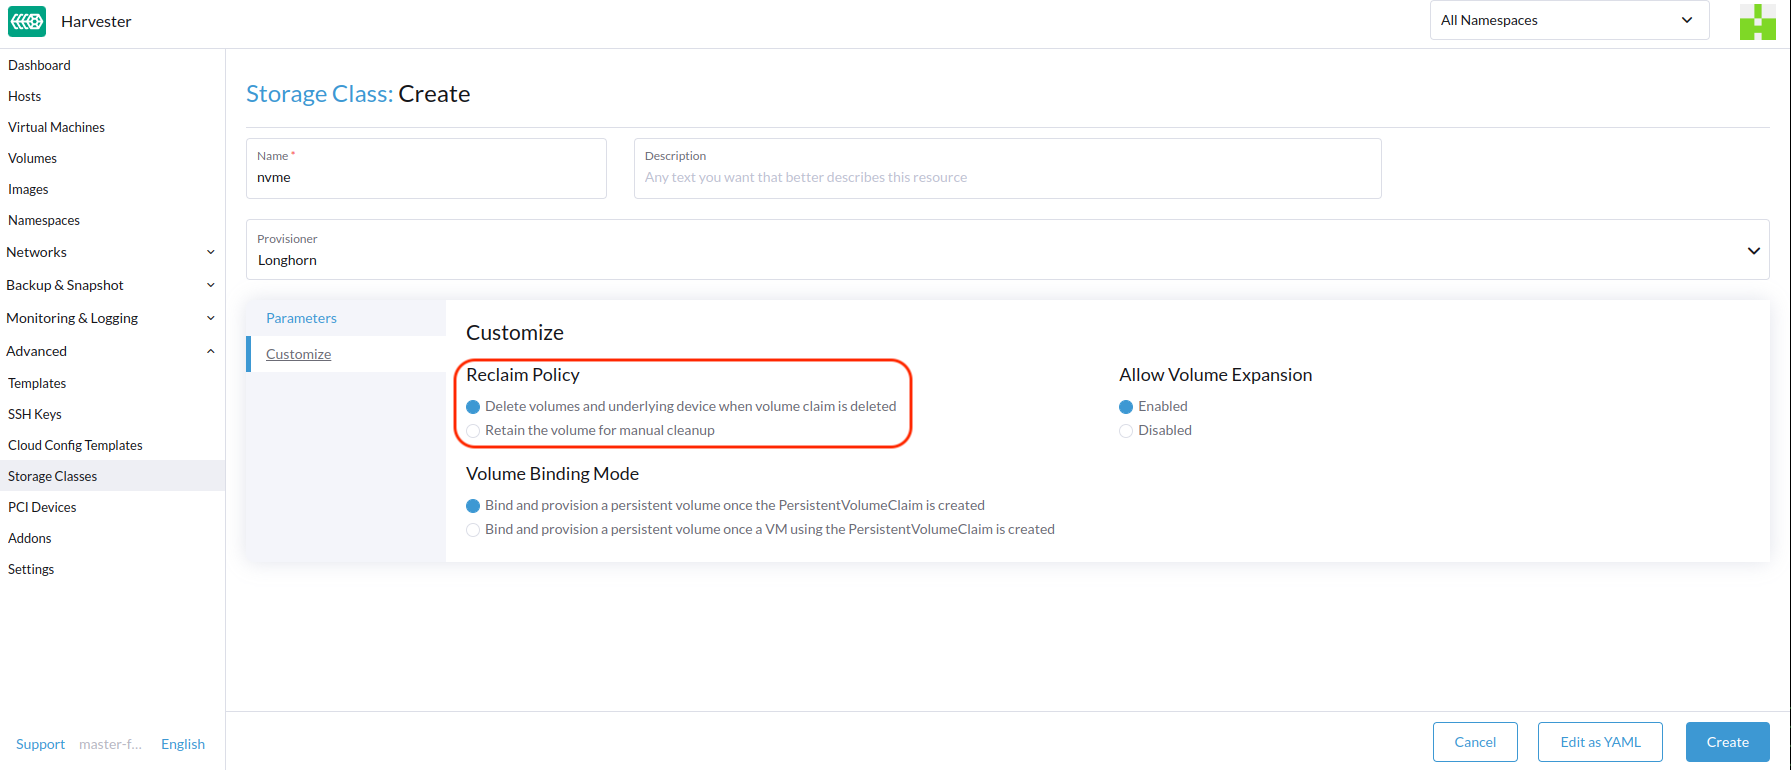 Harvester
All Namespaces
Dashboard
Hosts
Virtual Machines
Volumes
Images
Namespaces
Networks
Backup & Snapshot
Monitoring & Logging
Advanced
Templates
SSH Keys
Cloud Config Templates
Storage Classes
PCI Devices
Addons
Settings
Support master-f... English
Storage Class: Create
Name *
nvme
Description
Any text you want that better describes this resource
Provisioner
Longhorn
Parameters
Customize
Customize
Reclaim Policy
Delete volumes and underlying device when volume claim is deleted
Retain the volume for manual cleanup
Allow Volume Expansion
Enabled
Disabled
Volume Binding Mode
Bind and provision a persistent volume once the PersistentVolumeClaim is created
Bind and provision a persistent volume once a VM using the PersistentVolumeClaim is created
Cancel
Edit as YAML
Create